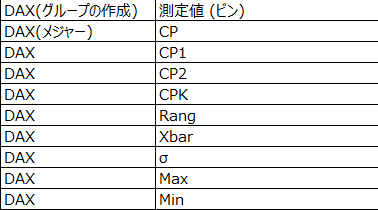 DAX(グループの作成) 測定値 (ビン)
DAX(メジャー) CP
DAX CP1
DAX CP2
DAX CPK
DAX Rang
DAX Xbar
DAX σ
DAX Max
DAX Min